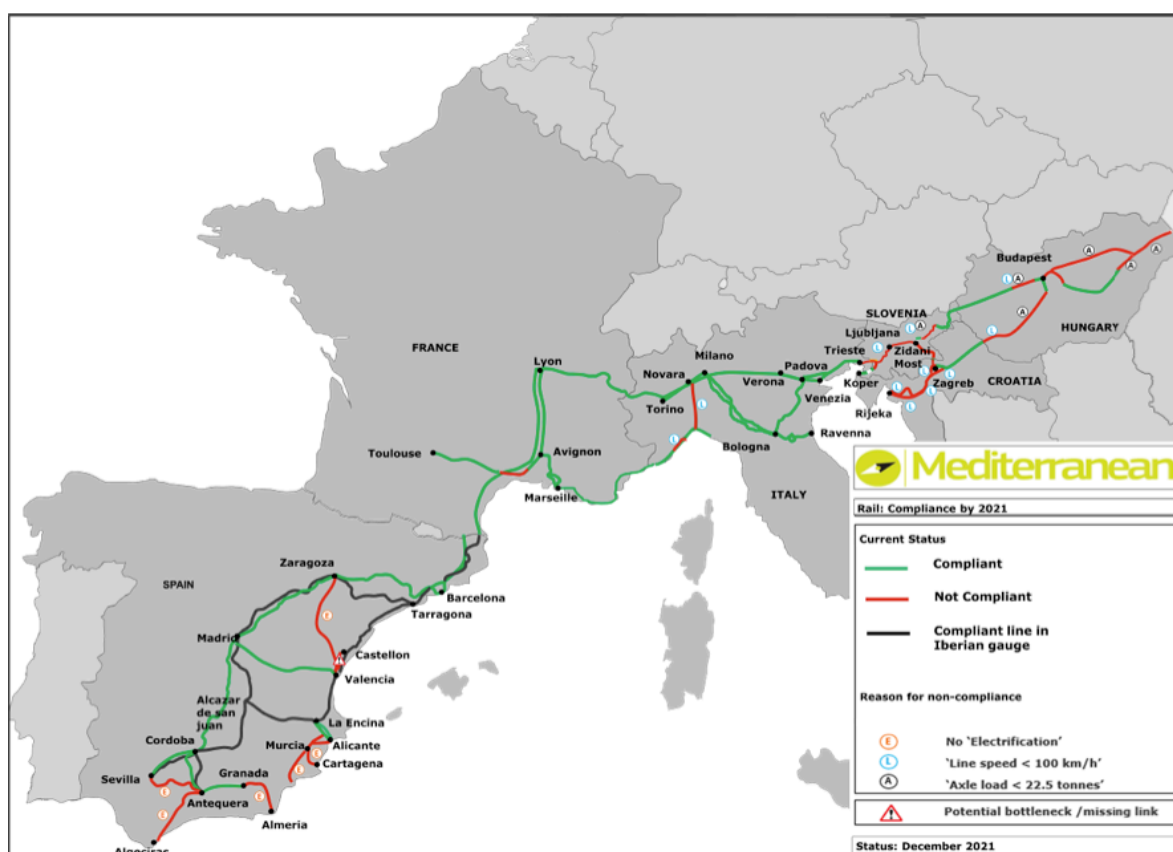 Budapest
SLOVENIA
HUNGARY
Ljubljana
FRANCE
Lyon
Milano
Padova
Trieste
Zidani
Most
Novara
Verona
Koper
Zagreb
CROATIA
Venezia
Torino
Rijeka
Toulouse
Avignon
Bologna
Ravenna
Marseille
ITALY
Mediterranean
Rail: Compliance by 2021
Current Status
Compliant
Not Compliant
Compliant line in
Iberian gauge
Reason for non-compliance
E No 'Electrification'
L 'Line speed < 100 km/h'
A 'Axle load < 22.5 tonnes'
Potential bottleneck /missing link
Status: December 2021
Zaragoza
SPAIN
Barcelona
Tarragona
Madrid
Castellon
Valencia
Alcazar
de san
juan
La Encina
Cordoba
Murcia
Alicante
Cartagena
Sevilla
Granada
Antequera
Almeria
Algeciras